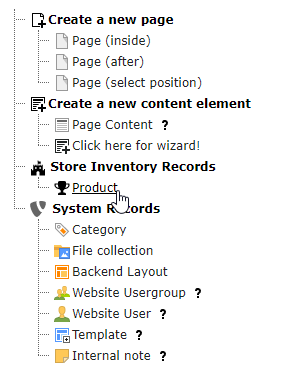 Create a new page
Page (inside)
Page (after)
Page (select position)
Create a new content element
Page Content ?
Click here for wizard!
Store Inventory Records
Product
System Records
Category
File collection
Backend Layout
Website Usergroup ?
Website User ?
Template ?
Internal note ?